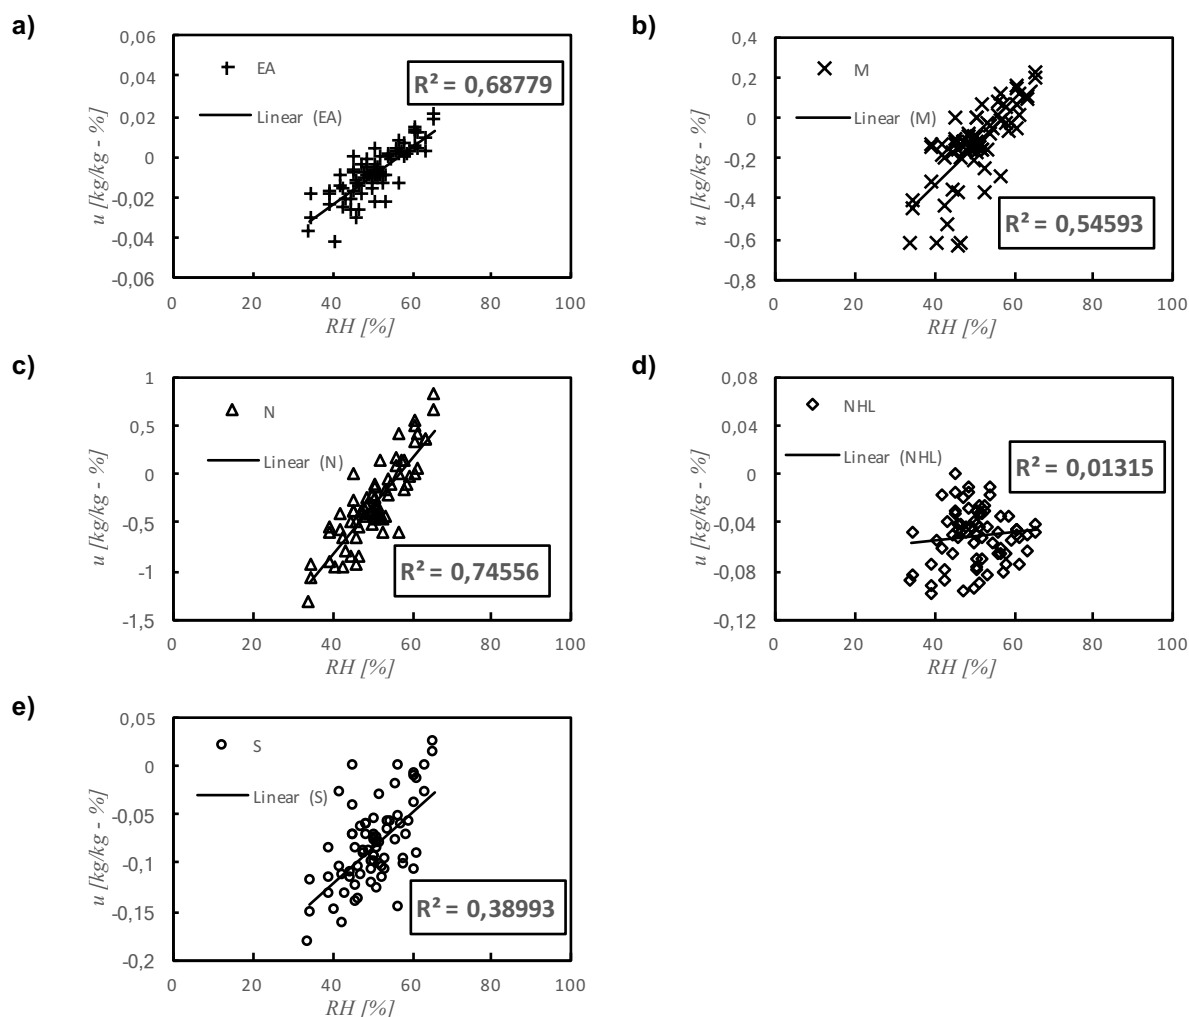 a)
0,06
0,04
0,02
0
-0,02
-0,04
-0,06
u [kg/kg - %]
EA
Linear (EA)
R² = 0,68779
0 20 40 60 80 100
RH [%]
b)
0,4
0,2
0
-0,2
-0,4
-0,6
-0,8
u [kg/kg - %]
M
Linear (M)
R² = 0,54593
0 20 40 60 80 100
RH [%]
c)
1
0,5
0
-0,5
-1
-1,5
u [kg/kg - %]
N
Linear (N)
R² = 0,74556
0 20 40 60 80 100
RH [%]
d)
0,08
0,04
0
-0,04
-0,08
-0,12
u [kg/kg - %]
NHL
Linear (NHL)
R² = 0,01315
0 20 40 60 80 100
RH [%]
e)
0,05
0
-0,05
-0,1
-0,15
-0,2
u [kg/kg - %]
S
Linear (S)
R² = 0,38993
0 20 40 60 80 100
RH [%]